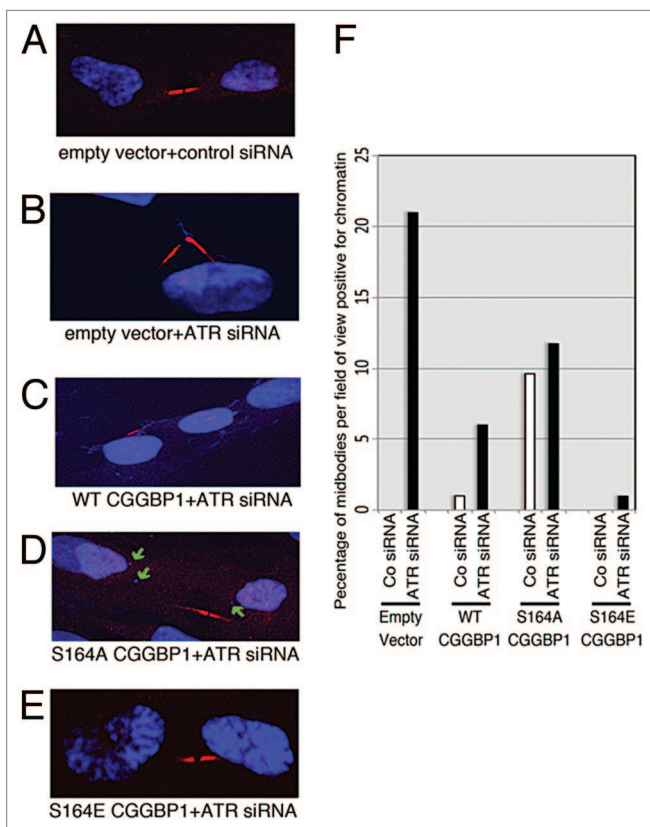 A
empty vector+control siRNA
B
empty vector+ATR siRNA
C
WT CGGBP1+ATR siRNA
D
S164A CGGBP1+ATR siRNA
E
S164E CGGBP1+ATR siRNA
F
Pecentage of midbodies per field of view positive for chromatin
25
20
15
10
5
0
Co siRNA
ATR siRNA
Co siRNA
ATR siRNA
Co siRNA
ATR siRNA
Co siRNA
ATR siRNA
Empty
Vector
WT
CGGBP1
S164A
CGGBP1
S164E
CGGBP1